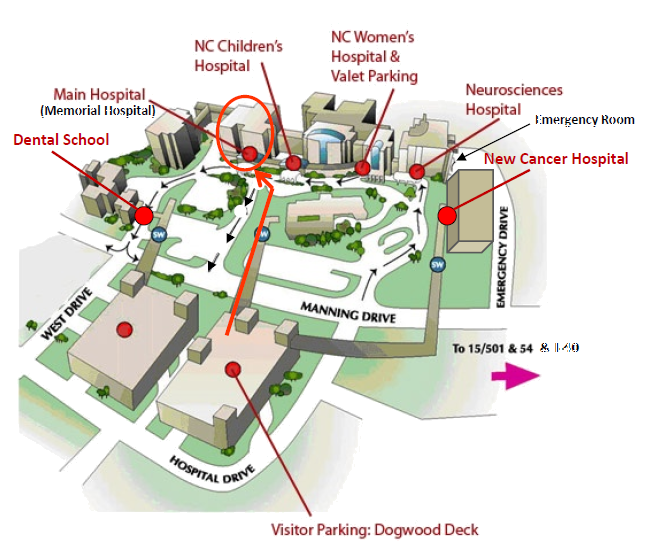 NC Children's
Hospital
NC Women's
Hospital &
Valet Parking
Main Hospital
(Memorial Hospital)
Neurosciences
Hospital
Emergency Room
Dental School
New Cancer Hospital
SW
SW
SW
EMERGENCY DRIVE
WEST DRIVE
MANNING DRIVE
To 15/501 & 54 & I-40
HOSPITAL DRIVE
Visitor Parking: Dogwood Deck